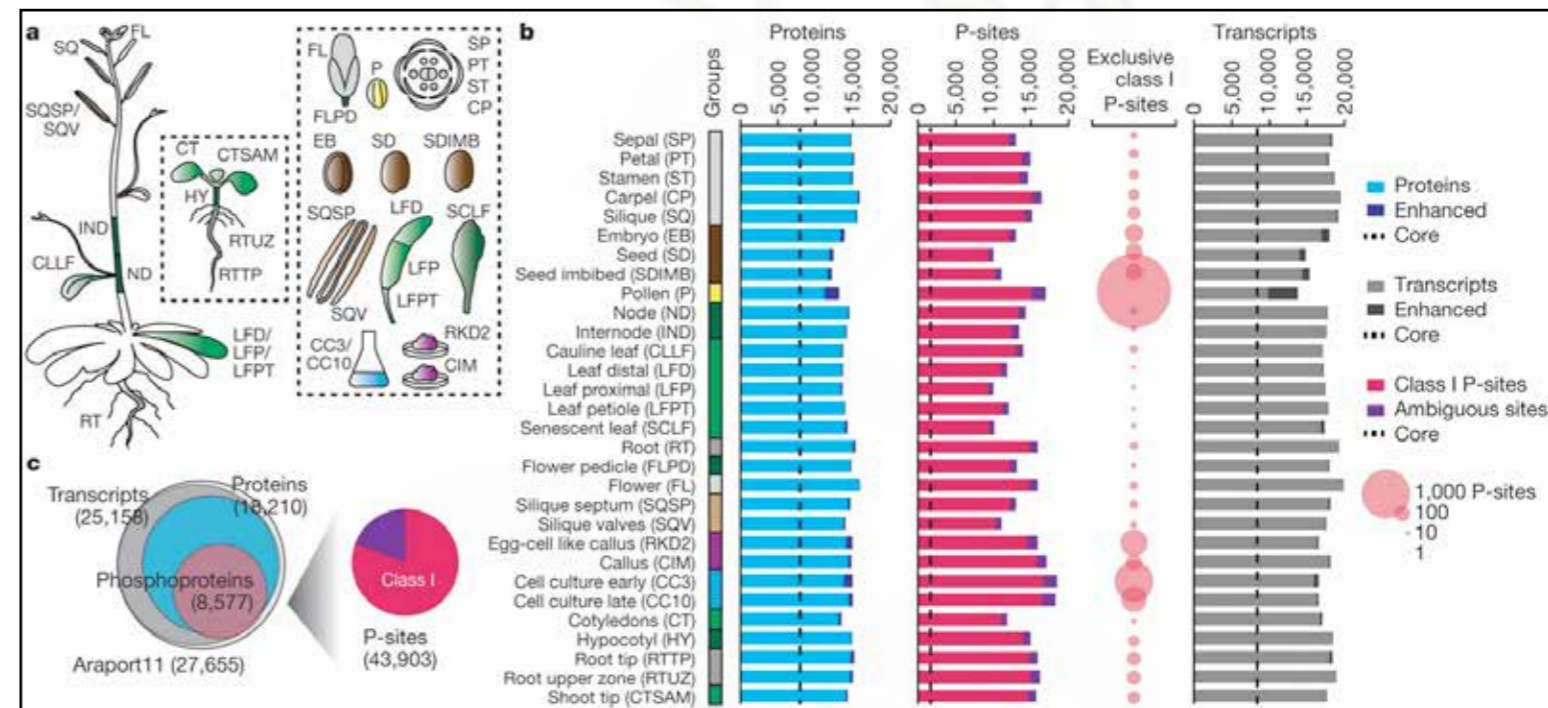 a
FL
SQ
SQSP/
SQV
IND
CLLF
ND
LFD/
LFP/
LFPT
RT
CT
CTSAM
HY
RTUZ
RTTP
FL
P
SP
PT
ST
CP
FLPD
EB
SD
SDIMB
SQSP
LFD
SCLF
LFP
LFPT
SQV
CC3/
CC10
RKD2
CIM
b
Groups
Proteins
0
5,000
10,000
15,000
20,000
P-sites
0
5,000
10,000
15,000
20,000
Exclusive
class I
P-sites
Transcripts
0
5,000
10,000
15,000
20,000
Sepal (SP)
Petal (PT)
Stamen (ST)
Carpel (CP)
Silique (SQ)
Embryo (EB)
Seed (SD)
Seed imbibed (SDIMB)
Pollen (P)
Node (ND)
Internode (IND)
Cauline leaf (CLLF)
Leaf distal (LFD)
Leaf proximal (LFP)
Leaf petiole (LFPT)
Senescent leaf (SCLF)
Root (RT)
Flower pedicle (FLPD)
Flower (FL)
Silique septum (SQSP)
Silique valves (SQV)
Egg-cell like callus (RKD2)
Callus (CIM)
Cell culture early (CC3)
Cell culture late (CC10)
Cotyledons (CT)
Hypocotyl (HY)
Root tip (RTTP)
Root upper zone (RTUZ)
Shoot tip (CTSAM)
Proteins
Enhanced
Core
Transcripts
Enhanced
Core
Class I P-sites
Ambiguous sites
Core
1,000 P-sites
100
10
1
c
Transcripts
(25,158)
Proteins
(18,210)
Phosphoproteins
(8,577)
Araport11 (27,655)
Class I
P-sites
(43,903)